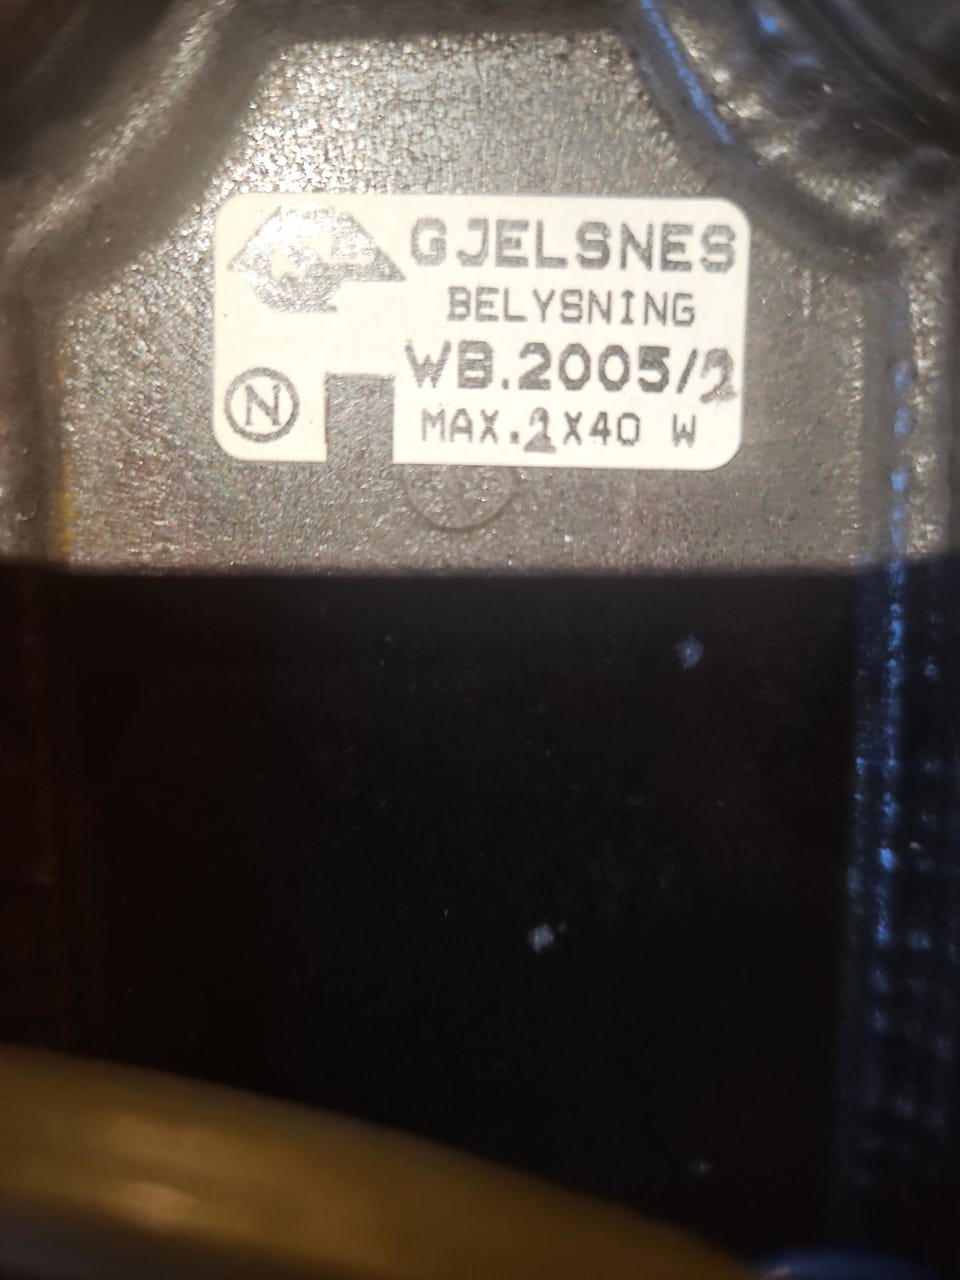 GJELSNES
BELYSNING
WB.2005/2
N
MAX.2X40 W